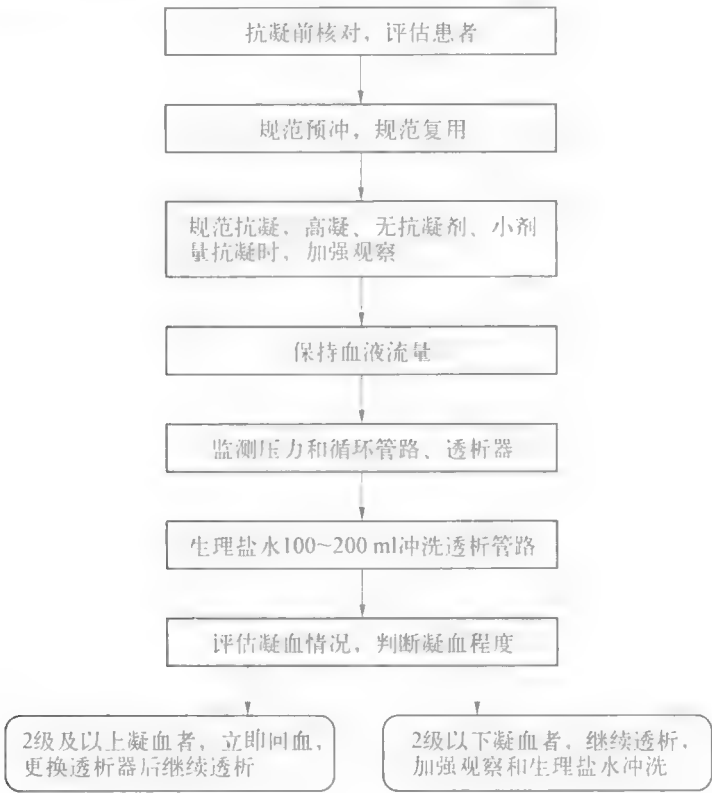 抗凝前核对，评估患者
规范预冲，规范复用
规范抗凝，高凝、无抗凝剂、小剂
量抗凝时，加强观察
保持血液流量
监测压力和循环管路、透析器
生理盐水100~200 ml冲洗透析管路
评估凝血情况，判断凝血程度
2级及以上凝血者，立即回血，
更换透析器后继续透析
2级以下凝血者，继续透析，
加强观察和生理盐水冲洗